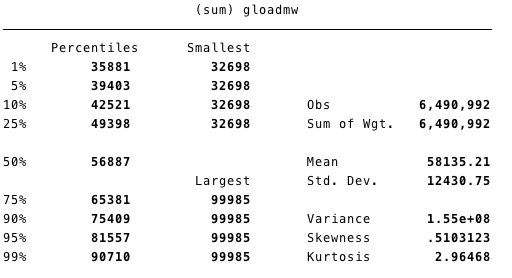 (sum) gloadmw
Percentiles Smallest
1% 35881 32698
5% 39403 32698
10% 42521 32698 Obs 6,490,992
25% 49398 32698 Sum of Wgt. 6,490,992
50% 56887 Mean 58135.21
Largest Std. Dev. 12430.75
75% 65381 99985
90% 75409 99985 Variance 1.55e+08
95% 81557 99985 Skewness .5103123
99% 90710 99985 Kurtosis 2.96468